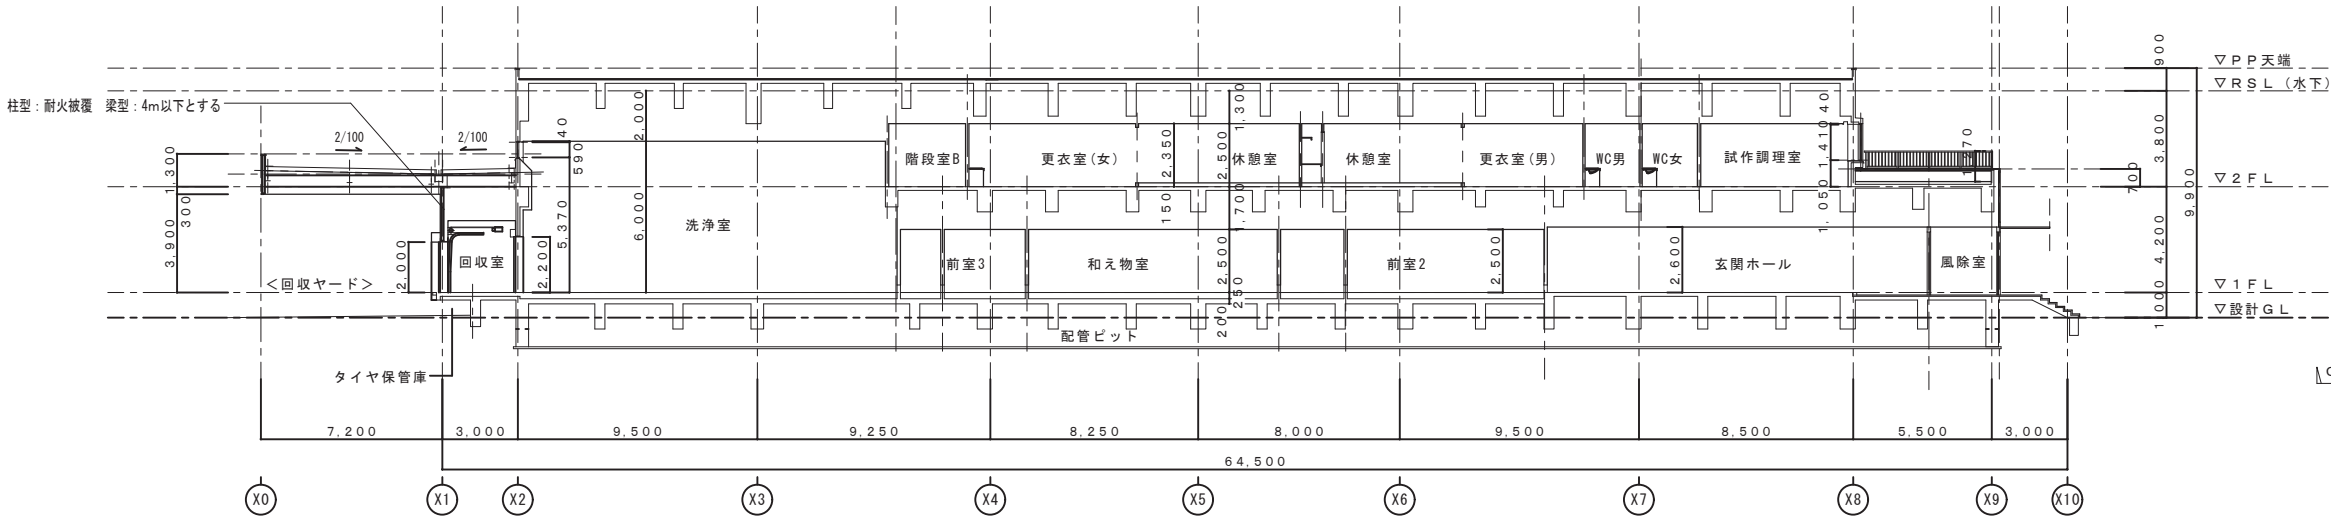 柱型：耐火被覆　梁型：4m以下とする
2/100
2/100
1,300
300
3,900
2,000
＜回収ヤード＞
回収室
2,200
タイヤ保管庫
590
5,370
2,000
6,000
洗浄室
階段室B
更衣室(女)
2,350
150
2,500
1,300
1,700
休憩室
休憩室
更衣室(男)
WC男
WC女
試作調理室
1,410
1,050
1,270
前室3
和え物室
2,500
250
200
前室2
2,500
2,600
玄関ホール
風除室
配管ピット
900
3,800
700
4,200
9,900
1,000
▽PP天端
▽RSL（水下）
▽2FL
▽1FL
▽設計GL
7,200
3,000
9,500
9,250
8,250
8,000
9,500
8,500
5,500
3,000
64,500
X0
X1
X2
X3
X4
X5
X6
X7
X8
X9
X10